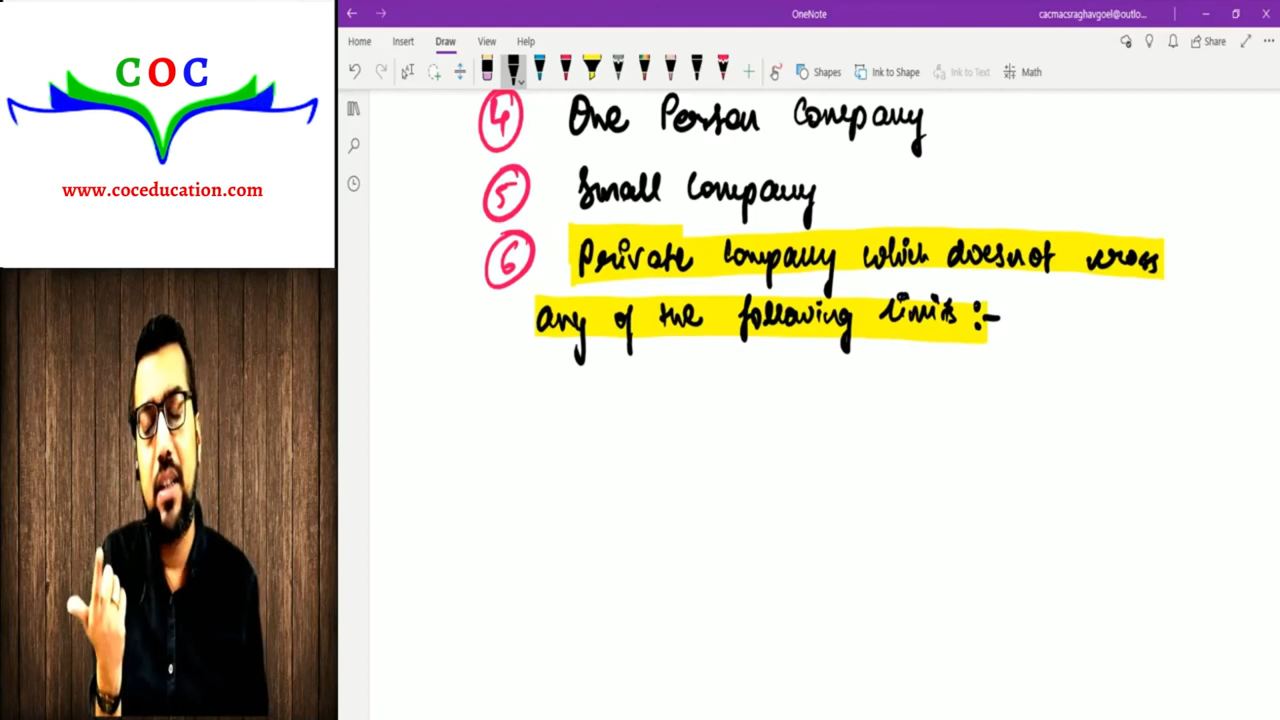 COC
www.coceducation.com
OneNote
cacmacsraghavgoel@outlo...
Home Insert Draw View Help
Share
Shapes Ink to Shape Ink to Text Math
4 One Person Company
5 Small Company
6 Private Company which does not cross
any of the following limits :-